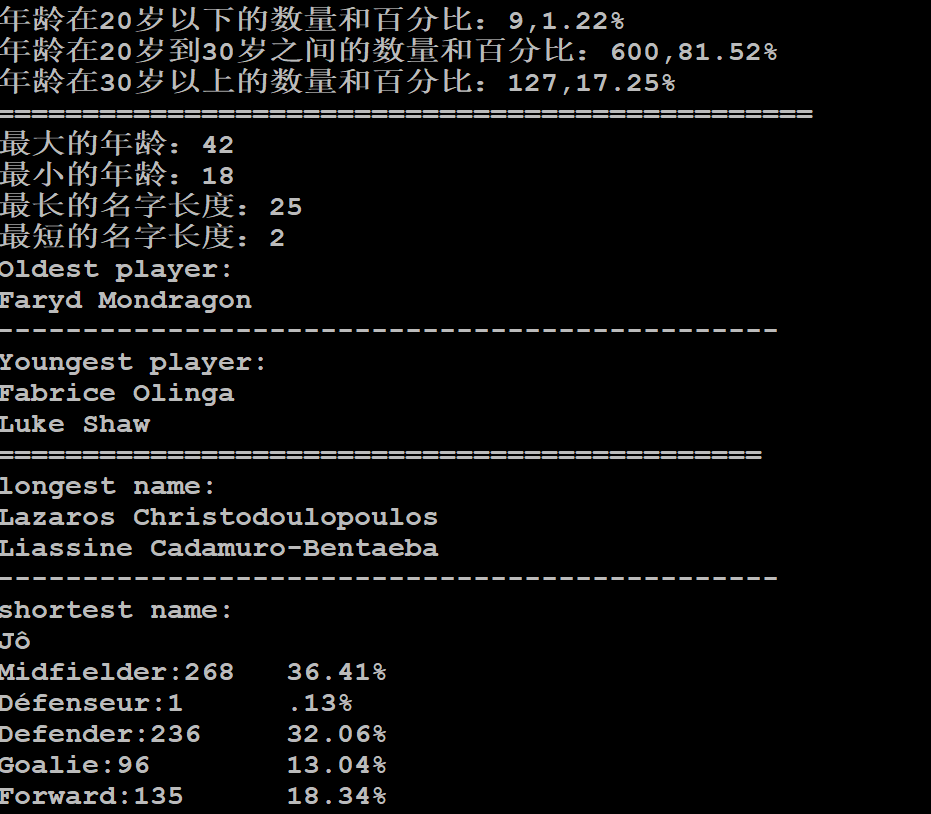 年龄在20岁以下的数量和百分比：9,1.22%
年龄在20岁到30岁之间的数量和百分比：600,81.52%
年龄在30岁以上的数量和百分比：127,17.25%
================================================
最大的年龄：42
最小的年龄：18
最长的名字长度：25
最短的名字长度：2
Oldest player:
Faryd Mondragon
----------------------------------------------
Youngest player:
Fabrice Olinga
Luke Shaw
=============================================
longest name:
Lazaros Christodoulopoulos
Liassine Cadamuro-Bentaeba
----------------------------------------------
shortest name:
Jô
Midfielder:268   36.41%
Défenseur:1      .13%
Defender:236     32.06%
Goalie:96        13.04%
Forward:135      18.34%